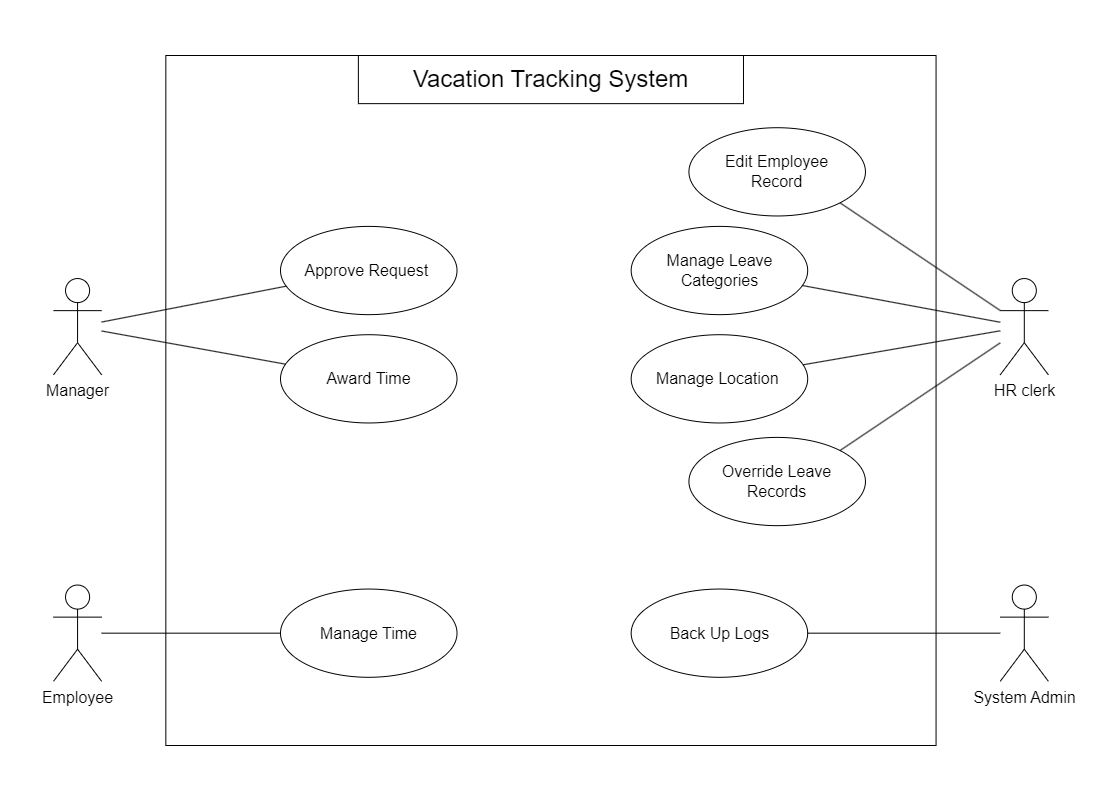 Vacation Tracking System
Edit Employee
Record
Approve Request
Manage Leave
Categories
Manager
Award Time
Manage Location
HR clerk
Override Leave
Records
Employee
Manage Time
Back Up Logs
System Admin